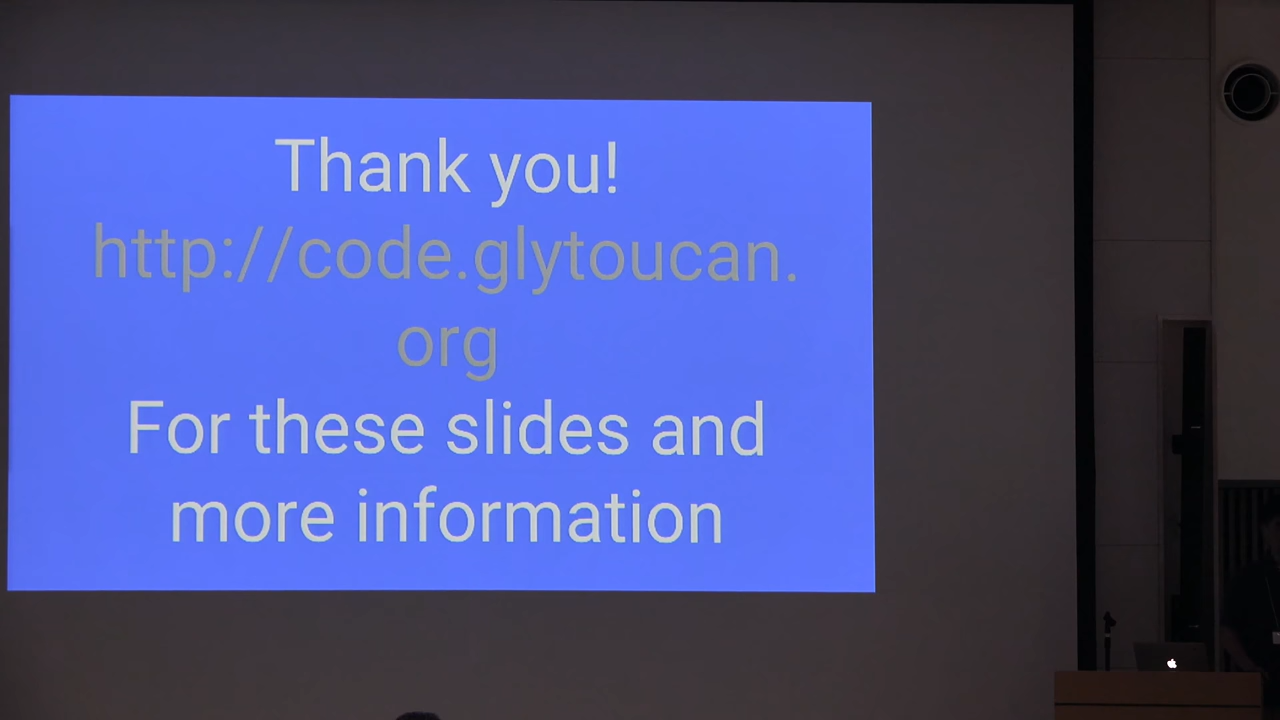 Thank you!
http://code.glytoucan.
org
For these slides and
more information